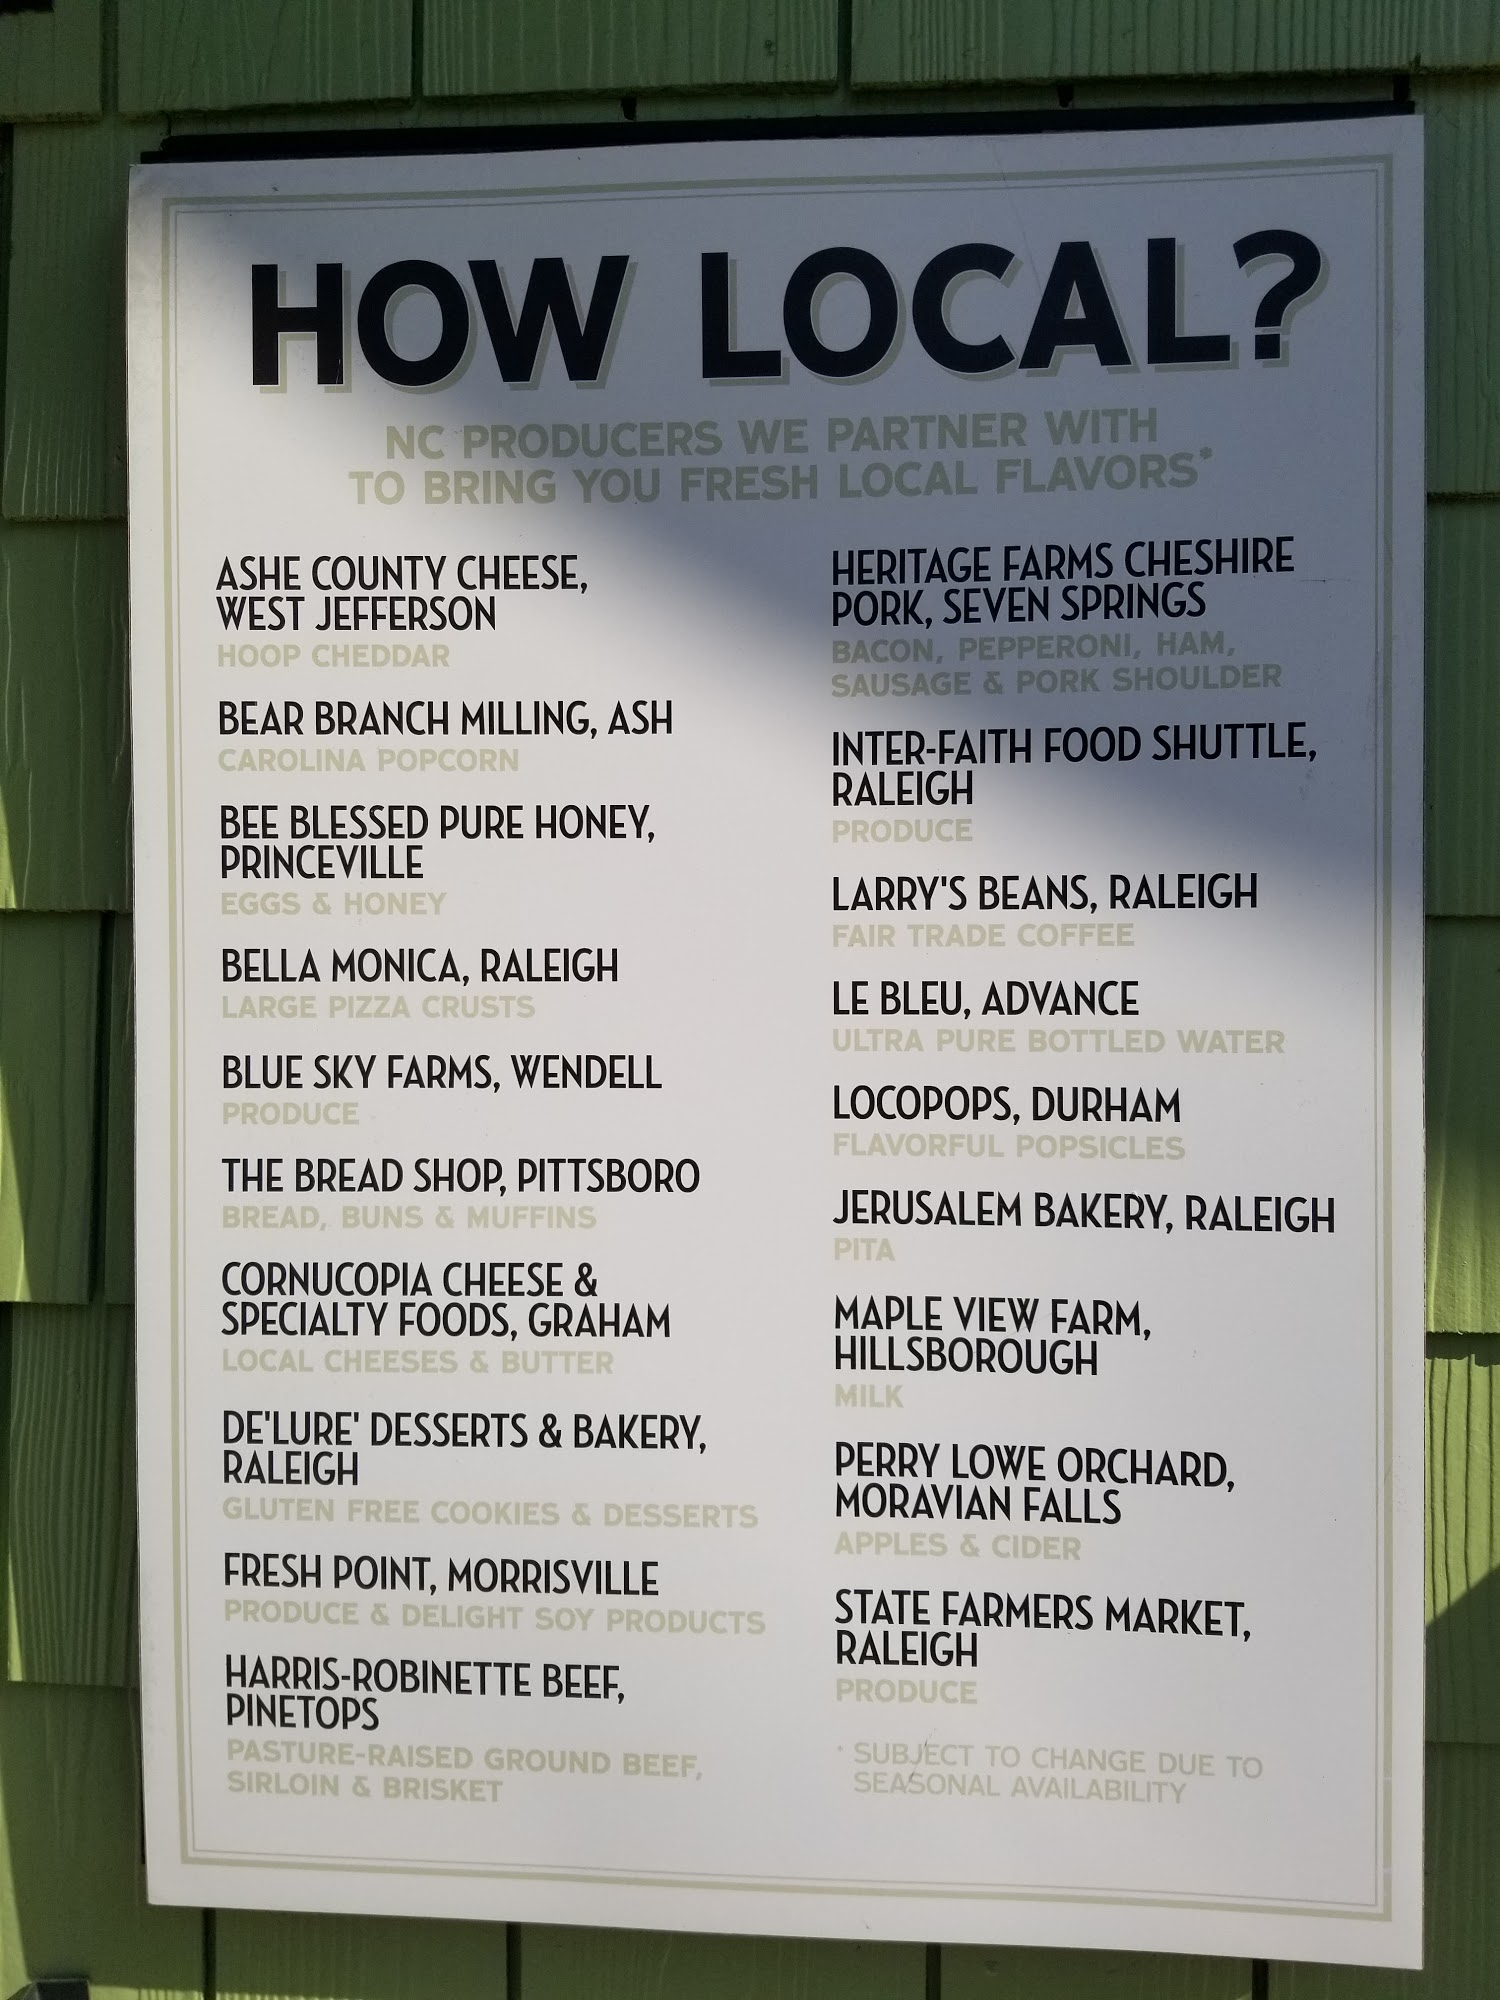 HOW LOCAL?
NC PRODUCERS WE PARTNER WITH
TO BRING YOU FRESH LOCAL FLAVORS*
ASHE COUNTY CHEESE,
WEST JEFFERSON
HOOP CHEDDAR
BEAR BRANCH MILLING, ASH
CAROLINA POPCORN
BEE BLESSED PURE HONEY,
PRINCEVILLE
EGGS & HONEY
BELLA MONICA, RALEIGH
LARGE PIZZA CRUSTS
BLUE SKY FARMS, WENDELL
PRODUCE
THE BREAD SHOP, PITTSBORO
BREAD, BUNS & MUFFINS
CORNUCOPIA CHEESE &
SPECIALTY FOODS, GRAHAM
LOCAL CHEESES & BUTTER
DE'LURE' DESSERTS & BAKERY,
RALEIGH
GLUTEN FREE COOKIES & DESSERTS
FRESH POINT, MORRISVILLE
PRODUCE & DELIGHT SOY PRODUCTS
HARRIS-ROBINETTE BEEF,
PINETOPS
PASTURE-RAISED GROUND BEEF,
SIRLOIN & BRISKET
HERITAGE FARMS CHESHIRE
PORK, SEVEN SPRINGS
BACON, PEPPERONI, HAM,
SAUSAGE & PORK SHOULDER
INTER-FAITH FOOD SHUTTLE,
RALEIGH
PRODUCE
LARRY'S BEANS, RALEIGH
FAIR TRADE COFFEE
LE BLEU, ADVANCE
ULTRA PURE BOTTLED WATER
LOCOPOPS, DURHAM
FLAVORFUL POPSICLES
JERUSALEM BAKERY, RALEIGH
PITA
MAPLE VIEW FARM,
HILLSBOROUGH
MILK
PERRY LOWE ORCHARD,
MORAVIAN FALLS
APPLES & CIDER
STATE FARMERS MARKET,
RALEIGH
PRODUCE
* SUBJECT TO CHANGE DUE TO
SEASONAL AVAILABILITY